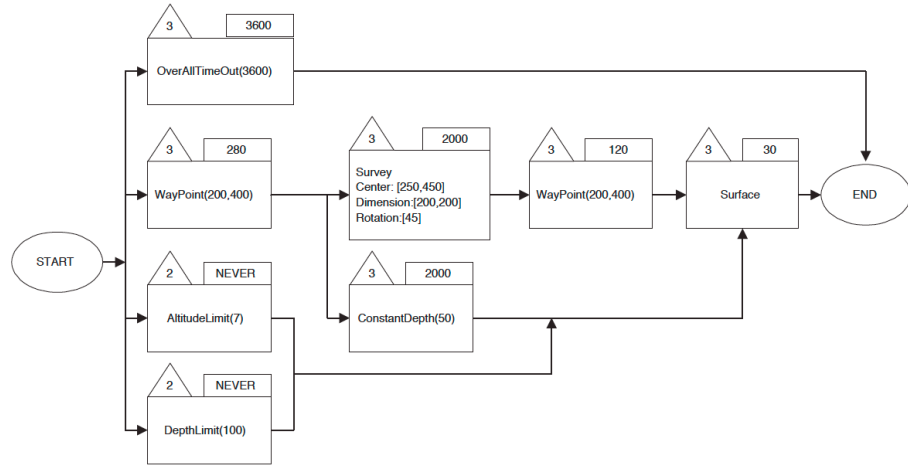 3
3600
OverAllTimeOut(3600)
3
280
WayPoint(200,400)
3
2000
Survey
Center: [250,450]
Dimension:[200,200]
Rotation:[45]
3
120
WayPoint(200,400)
3
30
Surface
END
START
2
NEVER
AltitudeLimit(7)
3
2000
ConstantDepth(50)
2
NEVER
DepthLimit(100)